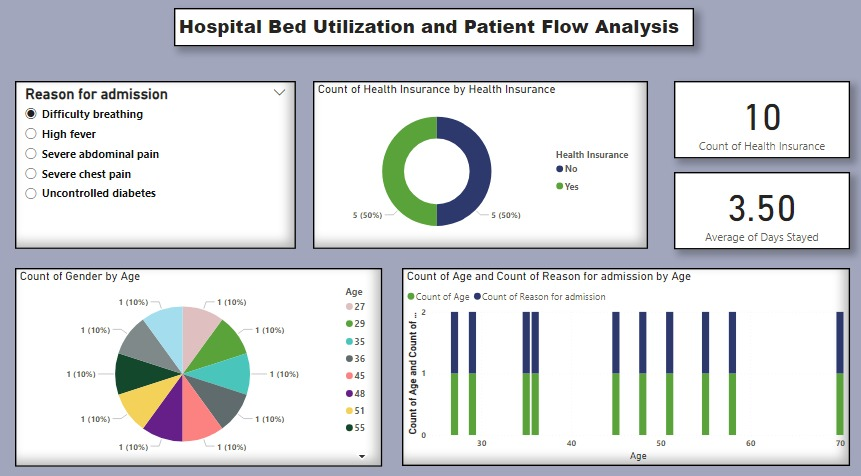 Hospital Bed Utilization and Patient Flow Analysis
Reason for admission
Difficulty breathing
High fever
Severe abdominal pain
Severe chest pain
Uncontrolled diabetes
Count of Health Insurance by Health Insurance
5 (50%)
5 (50%)
Health Insurance
No
Yes
10
Count of Health Insurance
3.50
Average of Days Stayed
Count of Gender by Age
1 (10%)
1 (10%)
1 (10%)
1 (10%)
1 (10%)
1 (10%)
1 (10%)
1 (10%)
1 (10%)
1 (10%)
Age
27
29
35
36
45
48
51
55
Count of Age and Count of Reason for admission by Age
Count of Age
Count of Reason for admission
Count of Age and Count of ...
2
1
0
30
40
50
60
70
Age